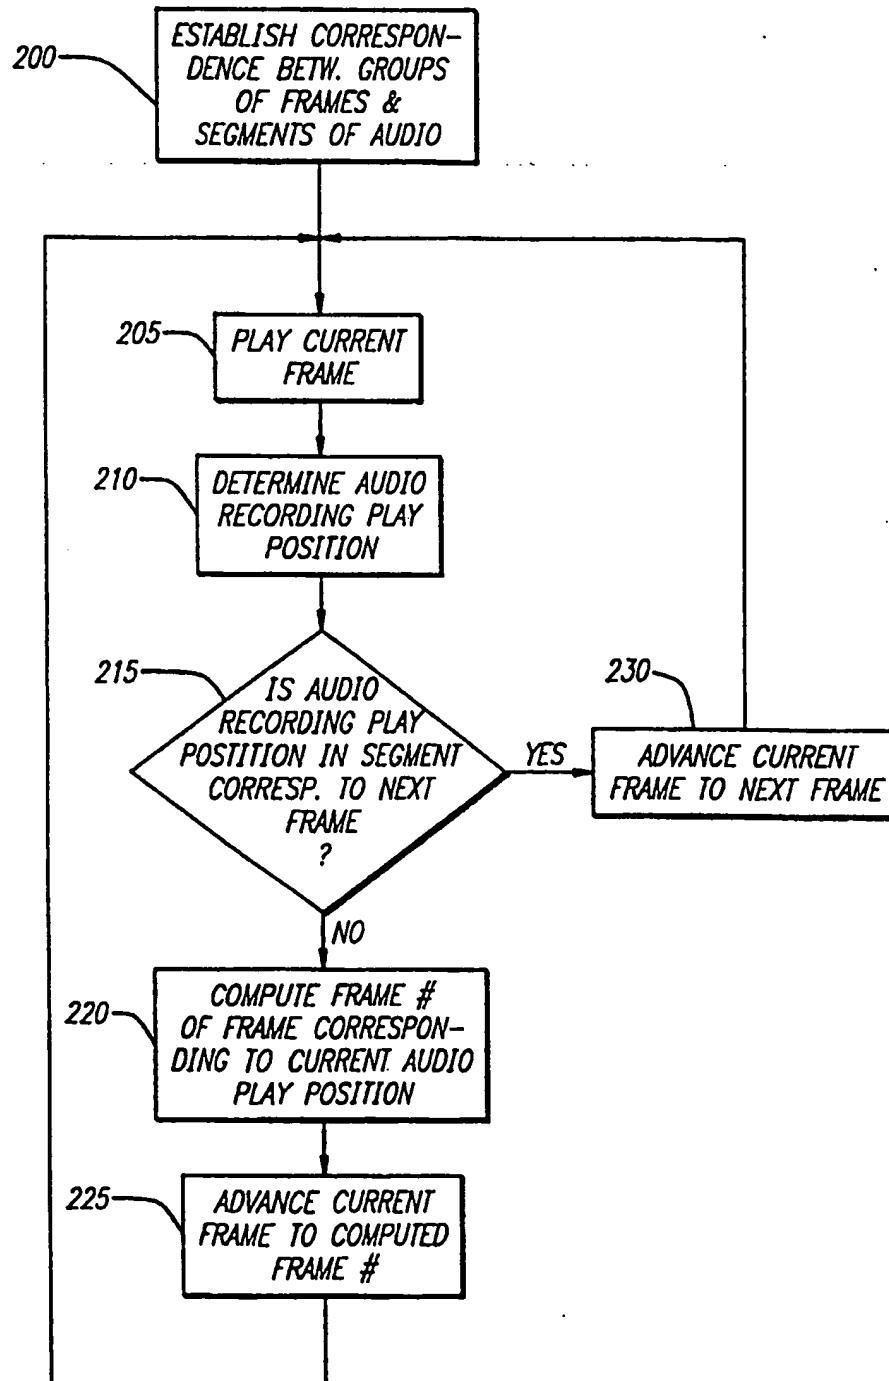 200
ESTABLISH CORRESPON-
DENCE BETW. GROUPS
OF FRAMES &
SEGMENTS OF AUDIO
205
PLAY CURRENT
FRAME
210
DETERMINE AUDIO
RECORDING PLAY
POSITION
215
IS AUDIO
RECORDING PLAY
POSTITION IN SEGMENT
CORRESP. TO NEXT
FRAME
?
YES
230
ADVANCE CURRENT
FRAME TO NEXT FRAME
NO
220
COMPUTE FRAME #
OF FRAME CORRESPON-
DING TO CURRENT AUDIO
PLAY POSITION
225
ADVANCE CURRENT
FRAME TO COMPUTED
FRAME #